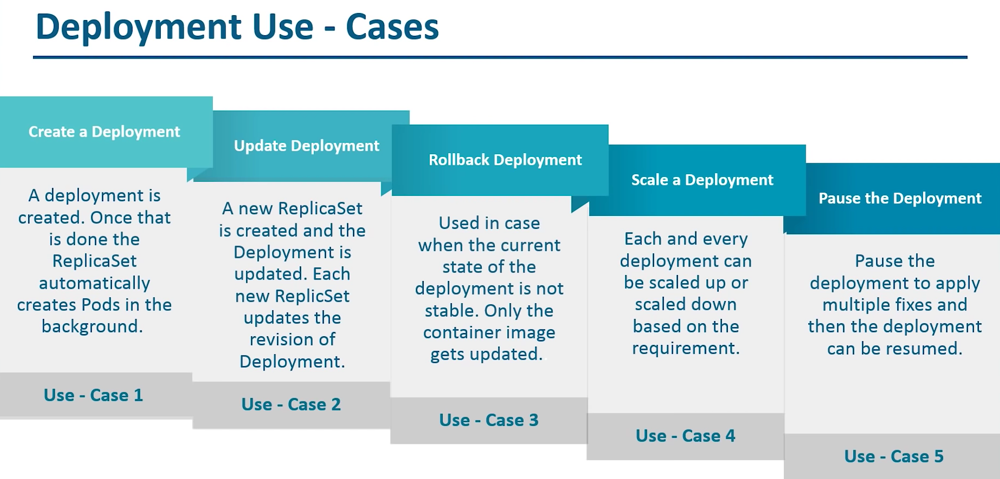 Deployment Use - Cases
Create a Deployment
A deployment is
created. Once that
is done the
ReplicaSet
automatically
creates Pods in the
background.
Use - Case 1
Update Deployment
A new ReplicaSet
is created and the
Deployment is
updated. Each
new ReplicSet
updates the
revision of
Deployment.
Use - Case 2
Rollback Deployment
Used in case
when the current
state of the
deployment is not
stable. Only the
container image
gets updated.
Use - Case 3
Scale a Deployment
Each and every
deployment can
be scaled up or
scaled down
based on the
requirement.
Use - Case 4
Pause the Deployment
Pause the
deployment to apply
multiple fixes and
then the deployment
can be resumed.
Use - Case 5